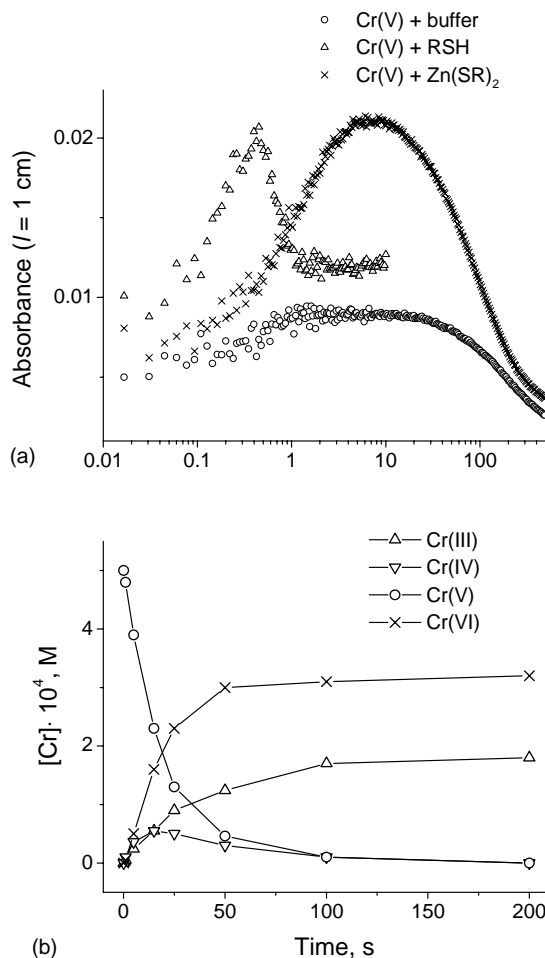 Cr(V) + buffer
Cr(V) + RSH
Cr(V) + Zn(SR)₂
0.02
0.01
Absorbance (l = 1 cm)
(a)
0.01 0.1 1 10 100
Cr(III)
Cr(IV)
Cr(V)
Cr(VI)
4
2
0
[Cr]· 10⁴, M
0 50 100 150 200
(b)
Time, s